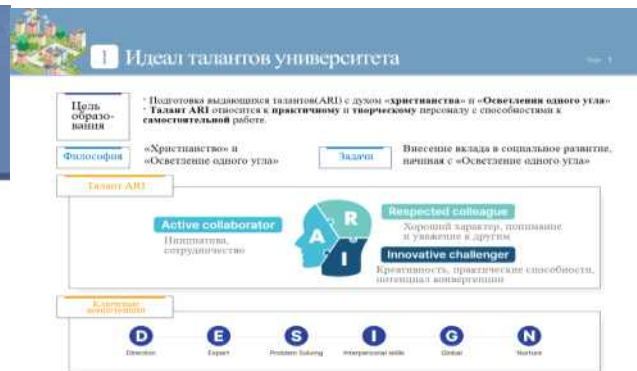 1 Идеал талантов университета
Цель
образо-
вания
· Подготовка выдающихся талантов(ARI) с духом «христианства» и «Осветления одного угла»
· Талант ARI относится к практичному и творческому персоналу с способностями к
самостоятельной работе.
Философия
«Христианство» и
«Осветление одного угла»
Задачи
Внесение вклада в социальное развитие,
начиная с «Осветление одного угла»
Талант ARI
Active collaborator
Инициатива,
сотрудничество
A R I
Respected colleague
Хороший характер, понимание
и уважение к другим
Innovative challenger
Креативность, практические способности,
потенциал конвергенции
Ключевые
компетенции
D E S I G N
Direction Expert Problem Solving Interpersonal skills Global Nurture